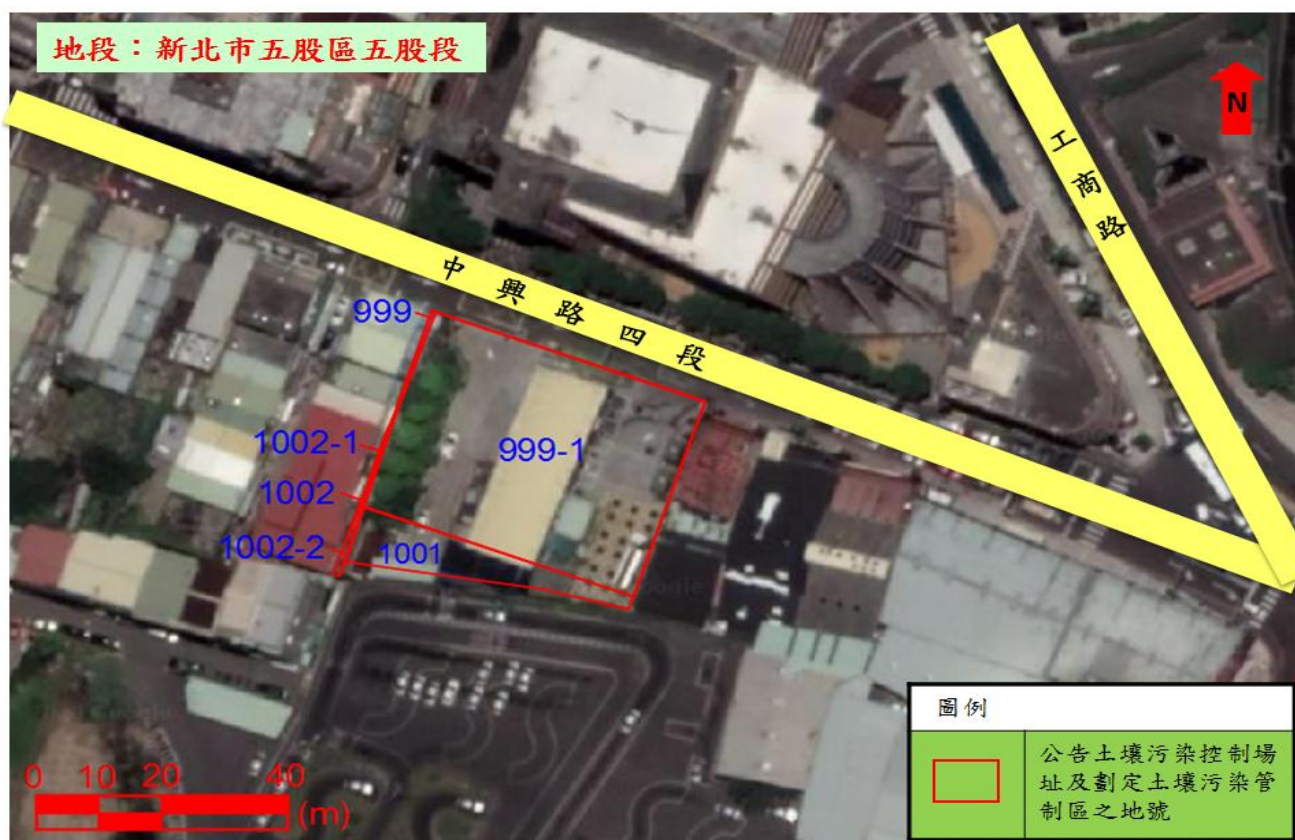 地段：新北市五股區五股段
N
工商路
中興路四段
999
1002-1
999-1
1002
1002-2
1001
Google
圖例
公告土壤污染控制場
址及劃定土壤污染管
制區之地號
0 10 20 40
(m)